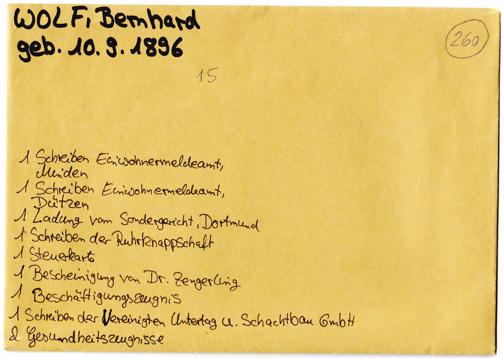 WOLF, Bernhard
geb. 10.9.1896
260
15
1 Schreiben Einwohnermeldeamt,
Minden
1 Schreiben Einwohnermeldeamt,
Dützen
1 Ladung vom Sondergericht, Dortmund
1 Schreiben der Ruhrknappschaft
1 Steuerkarte
1 Bescheinigung von Dr. Zengerling
1 Beschäftigungszeugnis
1 Schreiben der Vereinigten Untertag u. Schachtbau GmbH
2 Gesundheitszeugnisse